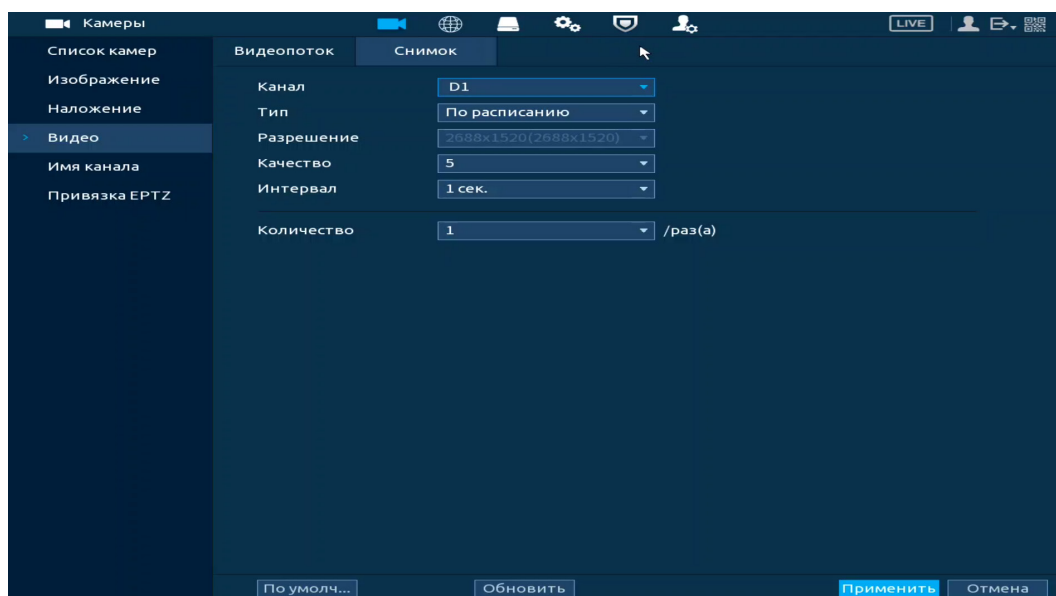 Камеры
LIVE
Список камер
Изображение
Наложение
> Видео
Имя канала
Привязка EPTZ
Видеопоток Снимок
Канал D1
Тип По расписанию
Разрешение 2688x1520(2688x1520)
Качество 5
Интервал 1 сек.
Количество 1 /раз(а)
По умолч... Обновить Применить Отмена